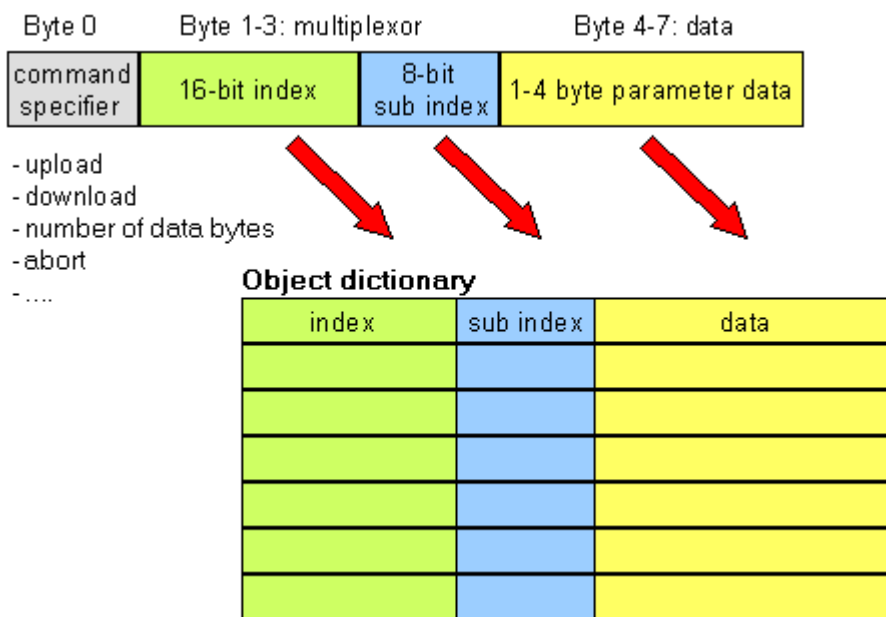 Byte 0 Byte 1-3: multiplexor Byte 4-7: data
command specifier
16-bit index
8-bit sub index
1-4 byte parameter data
- upload
- download
- number of data bytes
- abort
- ....
Object dictionary
index sub index data